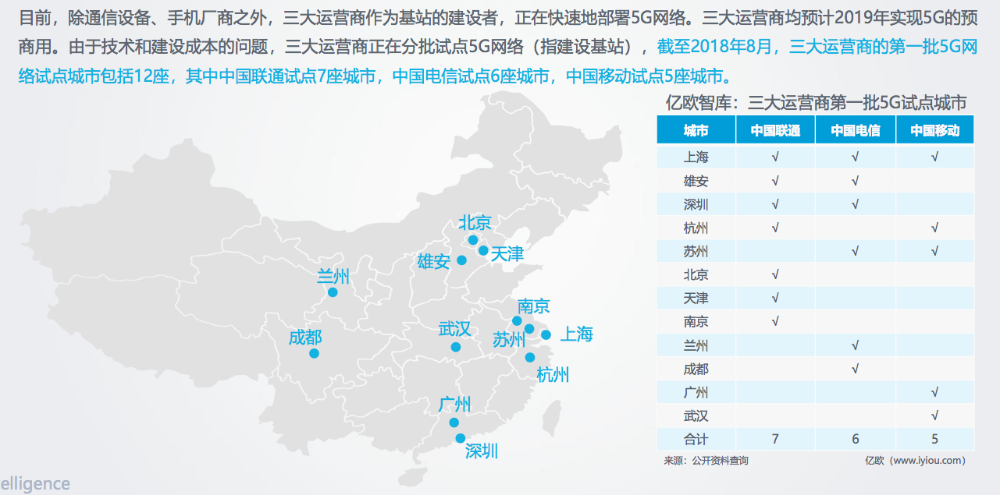 目前，除通信设备、手机厂商之外，三大运营商作为基站的建设者，正在快速地部署5G网络。三大运营商均预计2019年实现5G的预
商用。由于技术和建设成本的问题，三大运营商正在分批试点5G网络（指建设基站），截至2018年8月，三大运营商的第一批5G网
络试点城市包括12座，其中中国联通试点7座城市，中国电信试点6座城市，中国移动试点5座城市。
北京
天津
雄安
兰州
南京
武汉
苏州
上海
成都
杭州
广州
深圳
亿欧智库：三大运营商第一批5G试点城市
城市 中国联通 中国电信 中国移动
上海 √ √ √
雄安 √ √
深圳 √ √
杭州 √ √
苏州 √ √
北京 √
天津 √
南京 √
兰州 √
成都 √
广州 √
武汉 √
合计 7 6 5
来源：公开资料查询 亿欧（www.iyiou.com）
elligence